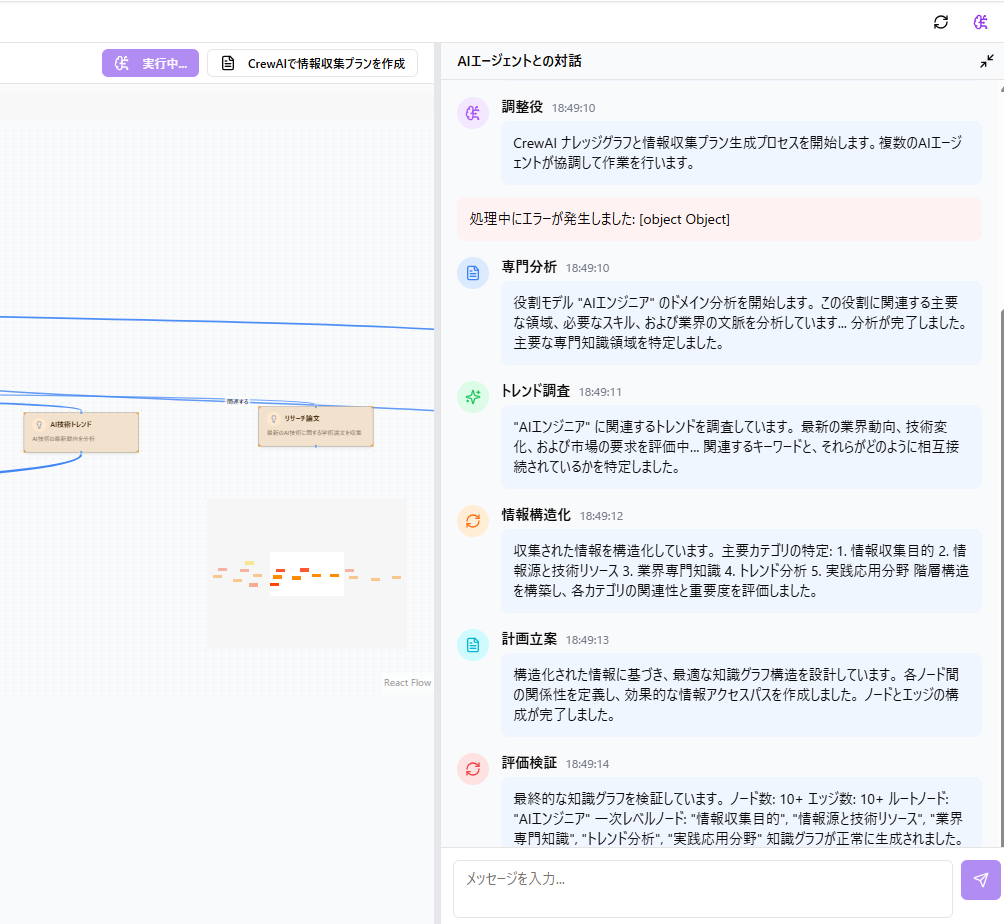 実行中...
CrewAIで情報収集プランを作成
AIエージェントとの対話
調整役 18:49:10
CrewAI ナレッジグラフと情報収集プラン生成プロセスを開始します。複数のAIエージ
ェントが協調して作業を行います。
処理中にエラーが発生しました: [object Object]
専門分析 18:49:10
役割モデル "AIエンジニア" のドメイン分析を開始します。この役割に関連する主要
な領域、必要なスキル、および業界の文脈を分析しています... 分析が完了しました。
主要な専門知識領域を特定しました。
トレンド調査 18:49:11
"AIエンジニア" に関連するトレンドを調査しています。 最新の業界動向、技術変
化、および市場の要求を評価中... 関連するキーワードと、それらがどのように相互接
続されているかを特定しました。
情報構造化 18:49:12
収集された情報を構造化しています。主要カテゴリの特定: 1. 情報収集目的 2. 情
報源と技術リソース 3. 業界専門知識 4. トレンド分析 5. 実践応用分野 階層構造
を構築し、各カテゴリの関連性と重要度を評価しました。
計画立案 18:49:13
構造化された情報に基づき、最適な知識グラフ構造を設計しています。 各ノード間
の関係性を定義し、効果的な情報アクセスパスを作成しました。 ノードとエッジの構
成が完了しました。
評価検証 18:49:14
最終的な知識グラフを検証しています。 ノード数: 10+ エッジ数: 10+ ルートノード:
"AIエンジニア" 一次レベルノード: "情報収集目的", "情報源と技術リソース", "業界
専門知識", "トレンド分析", "実践応用分野" 知識グラフが正常に生成されました。
メッセージを入力...
関連する
AI技術トレンド
AI技術の最新動向を分析
リサーチ論文
最新のAI技術に関する学術論文を収集
React Flow